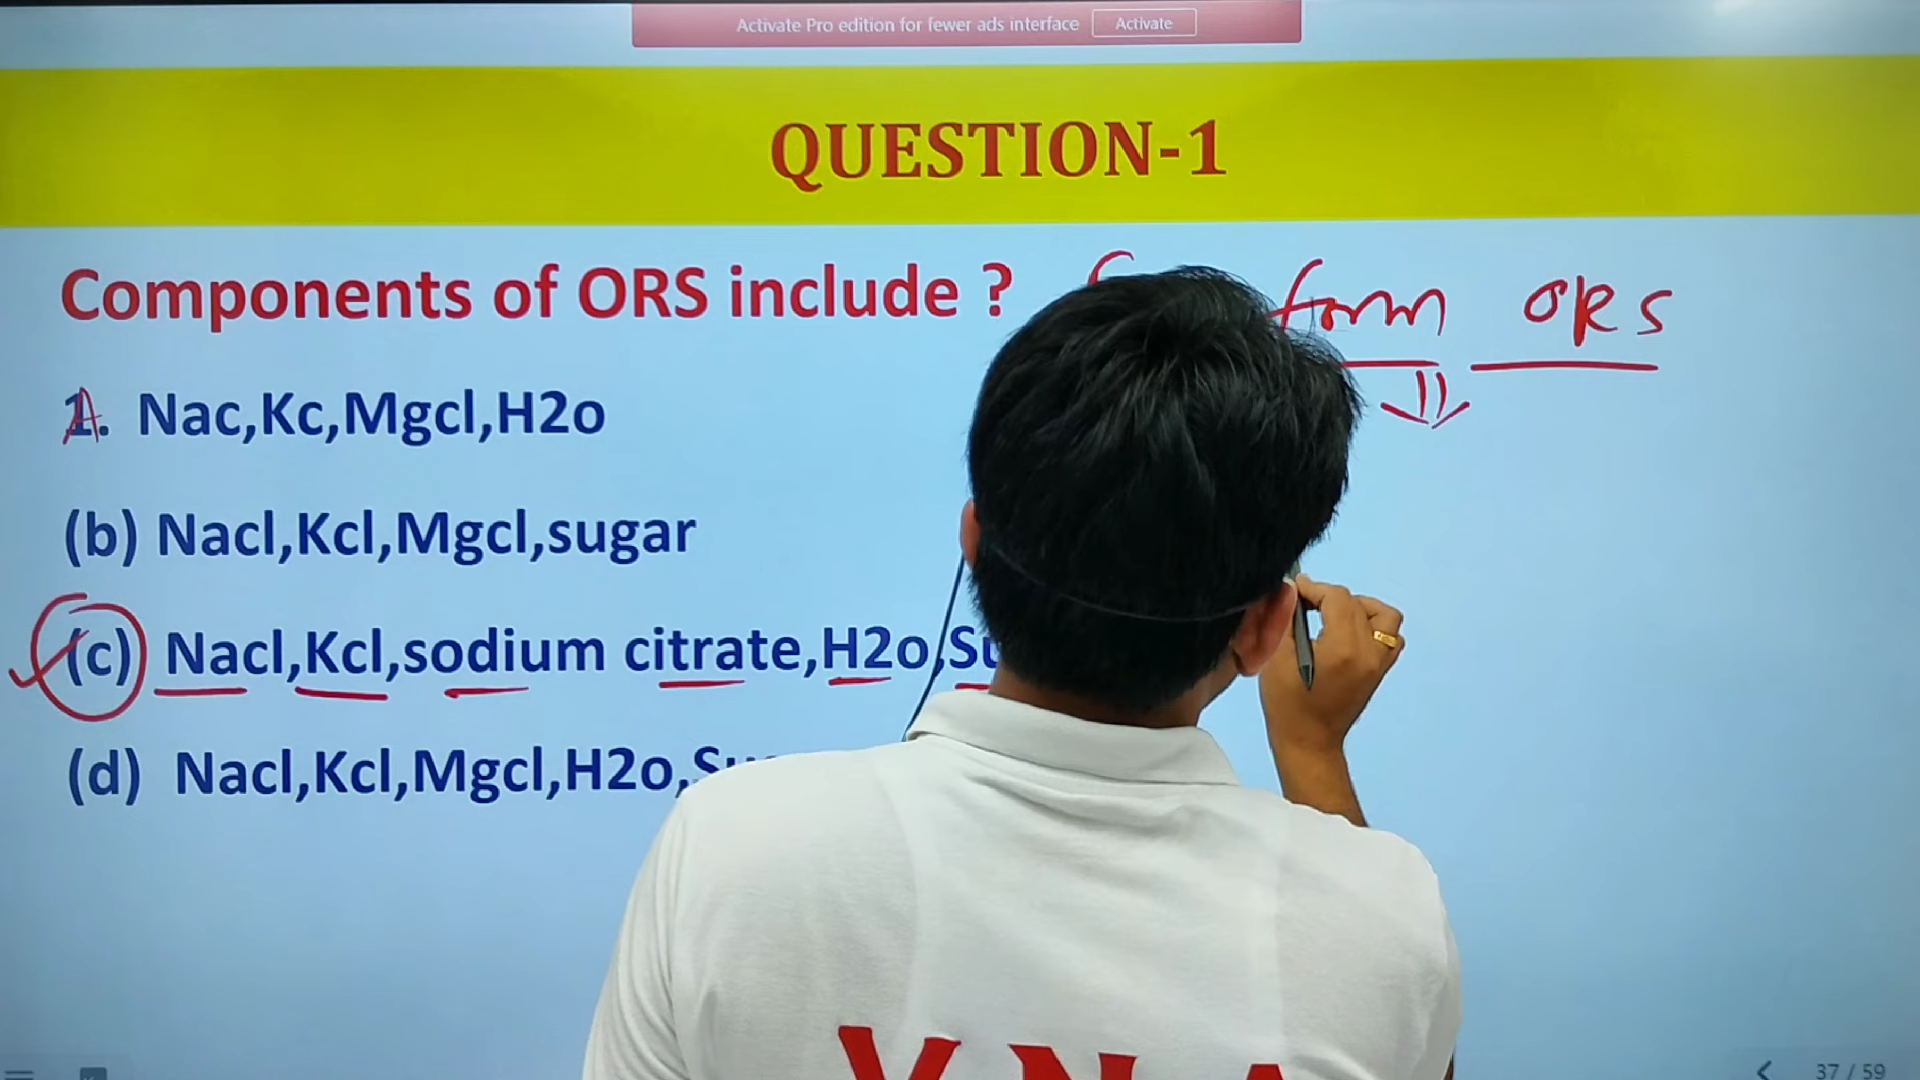 Activate Pro edition for fewer ads interface Activate
QUESTION-1
Components of ORS include ? form ORS
1. Nac,Kc,Mgcl,H2o
(b) Nacl,Kcl,Mgcl,sugar
(c) Nacl,Kcl,sodium citrate,H2o,
(d) Nacl,Kcl,Mgcl,H2o,
37 / 59